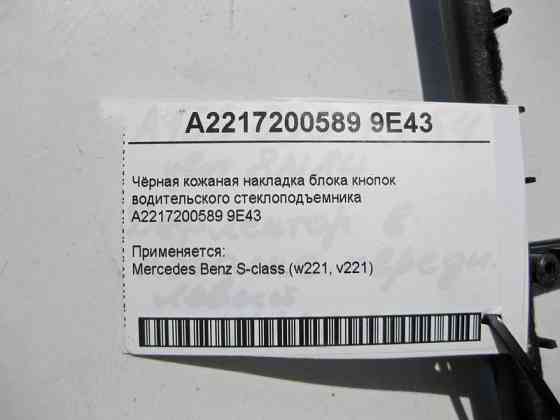 A2217200589 9E43
Чёрная кожаная накладка блока кнопок
водительского стеклоподъемника
A2217200589 9E43
Применяется:
Mercedes Benz S-class (w221, v221)